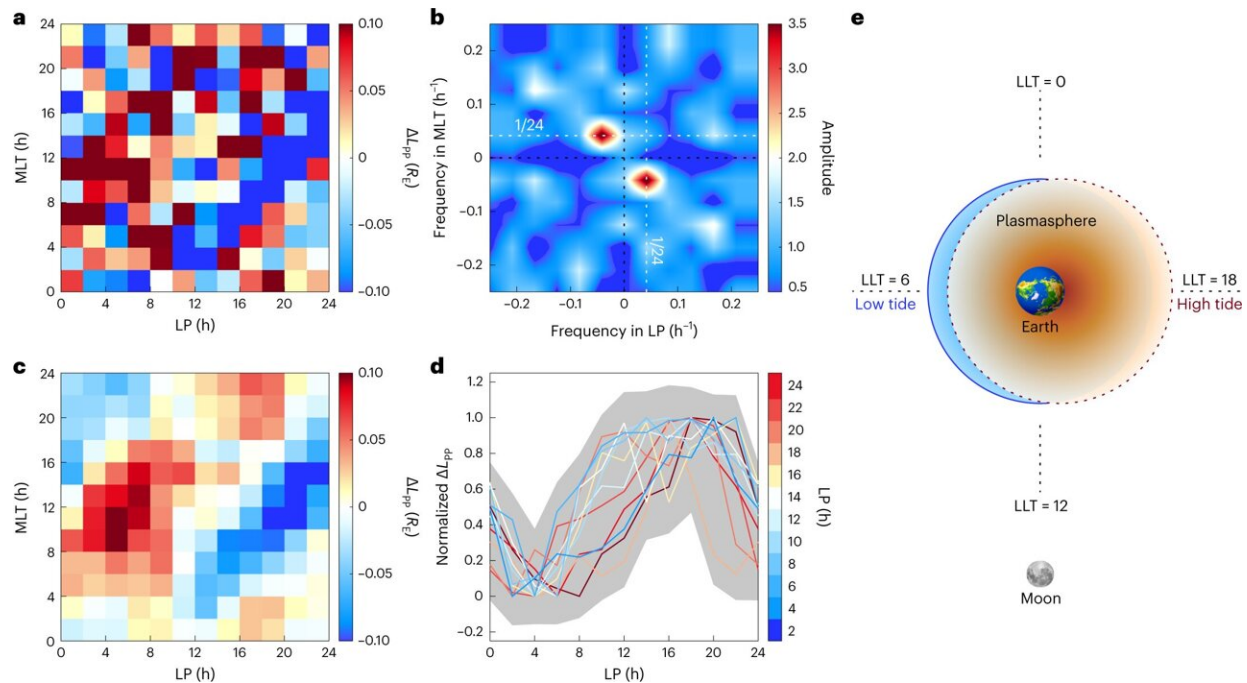 a
24
20
16
12
8
4
0
MLT (h)
0 4 8 12 16 20 24
LP (h)
0.10
0.05
0
−0.05
−0.10
ΔLpp (RE)
b
0.2
0.1
0
−0.1
−0.2
Frequency in MLT (h−1)
1/24
1/24
−0.2 −0.1 0 0.1 0.2
Frequency in LP (h−1)
3.5
3.0
2.5
2.0
1.5
1.0
0.5
Amplitude
c
24
20
16
12
8
4
0
MLT (h)
0 4 8 12 16 20 24
LP (h)
0.10
0.05
0
−0.05
−0.10
ΔLpp (RE)
d
1.2
1.0
0.8
0.6
0.4
0.2
0
−0.2
Normalized ΔLPP
0 4 8 12 16 20 24
LP (h)
24
22
20
18
16
14
12
10
8
6
4
2
LP (h)
e
LLT = 0
Plasmasphere
LLT = 6
Low tide
LLT = 18
High tide
Earth
LLT = 12
Moon